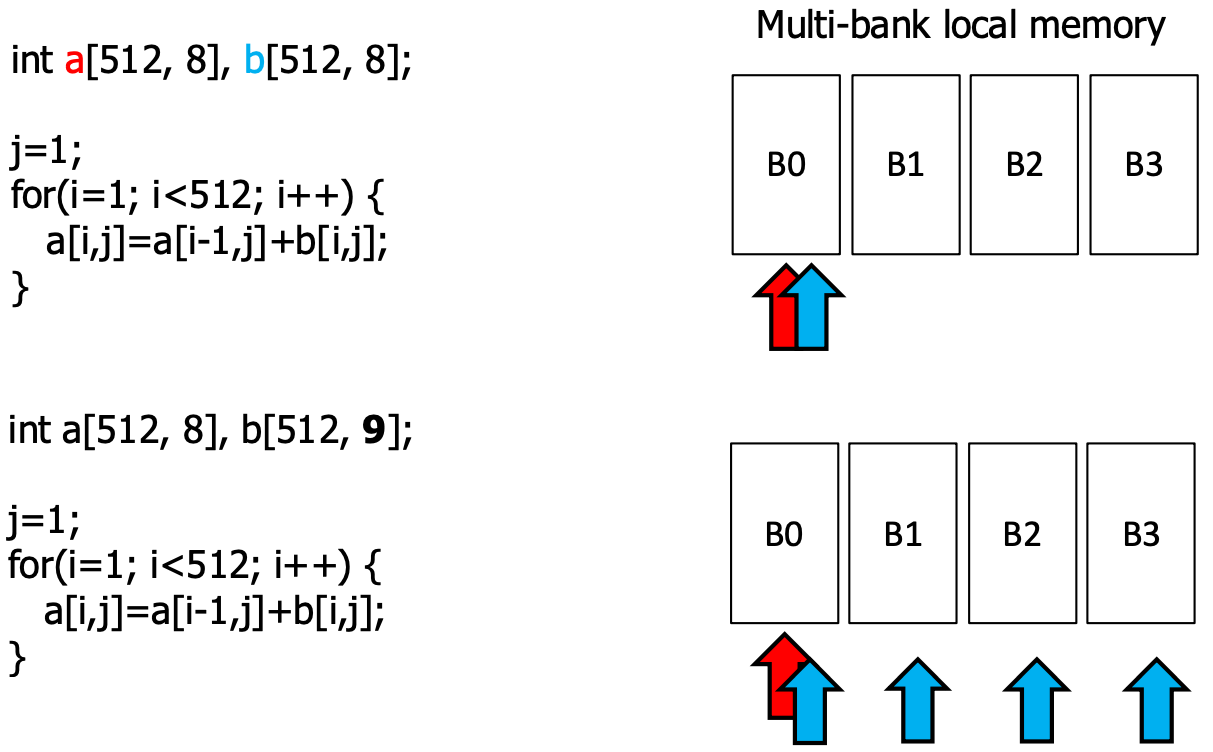 Multi-bank local memory
int a[512, 8], b[512, 8];
j=1;
for(i=1; i<512; i++) {
a[i,j]=a[i-1,j]+b[i,j];
}
B0 B1 B2 B3
int a[512, 8], b[512, 9];
j=1;
for(i=1; i<512; i++) {
a[i,j]=a[i-1,j]+b[i,j];
}
B0 B1 B2 B3